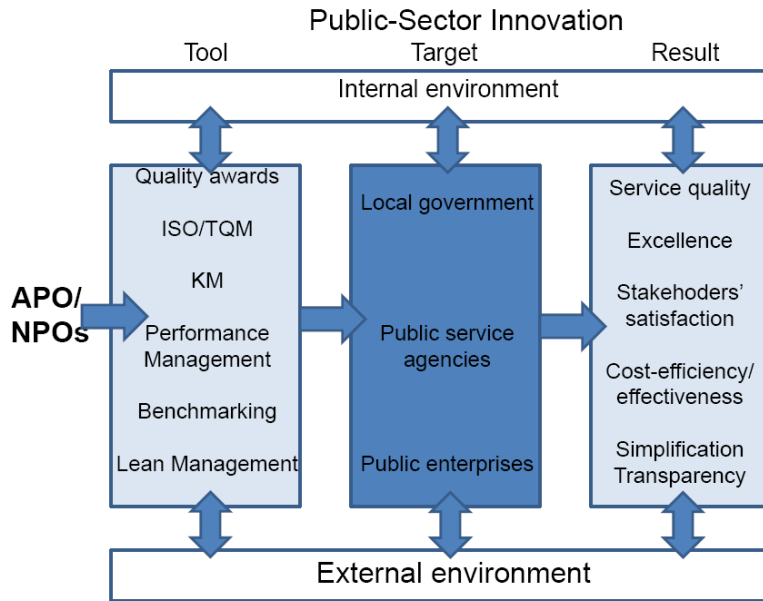 Public-Sector Innovation
Tool Target Result
Internal environment
APO/
NPOs
Quality awards
ISO/TQM
KM
Performance
Management
Benchmarking
Lean Management
Local government
Public service
agencies
Public enterprises
Service quality
Excellence
Stakehoders'
satisfaction
Cost-efficiency/
effectiveness
Simplification
Transparency
External environment